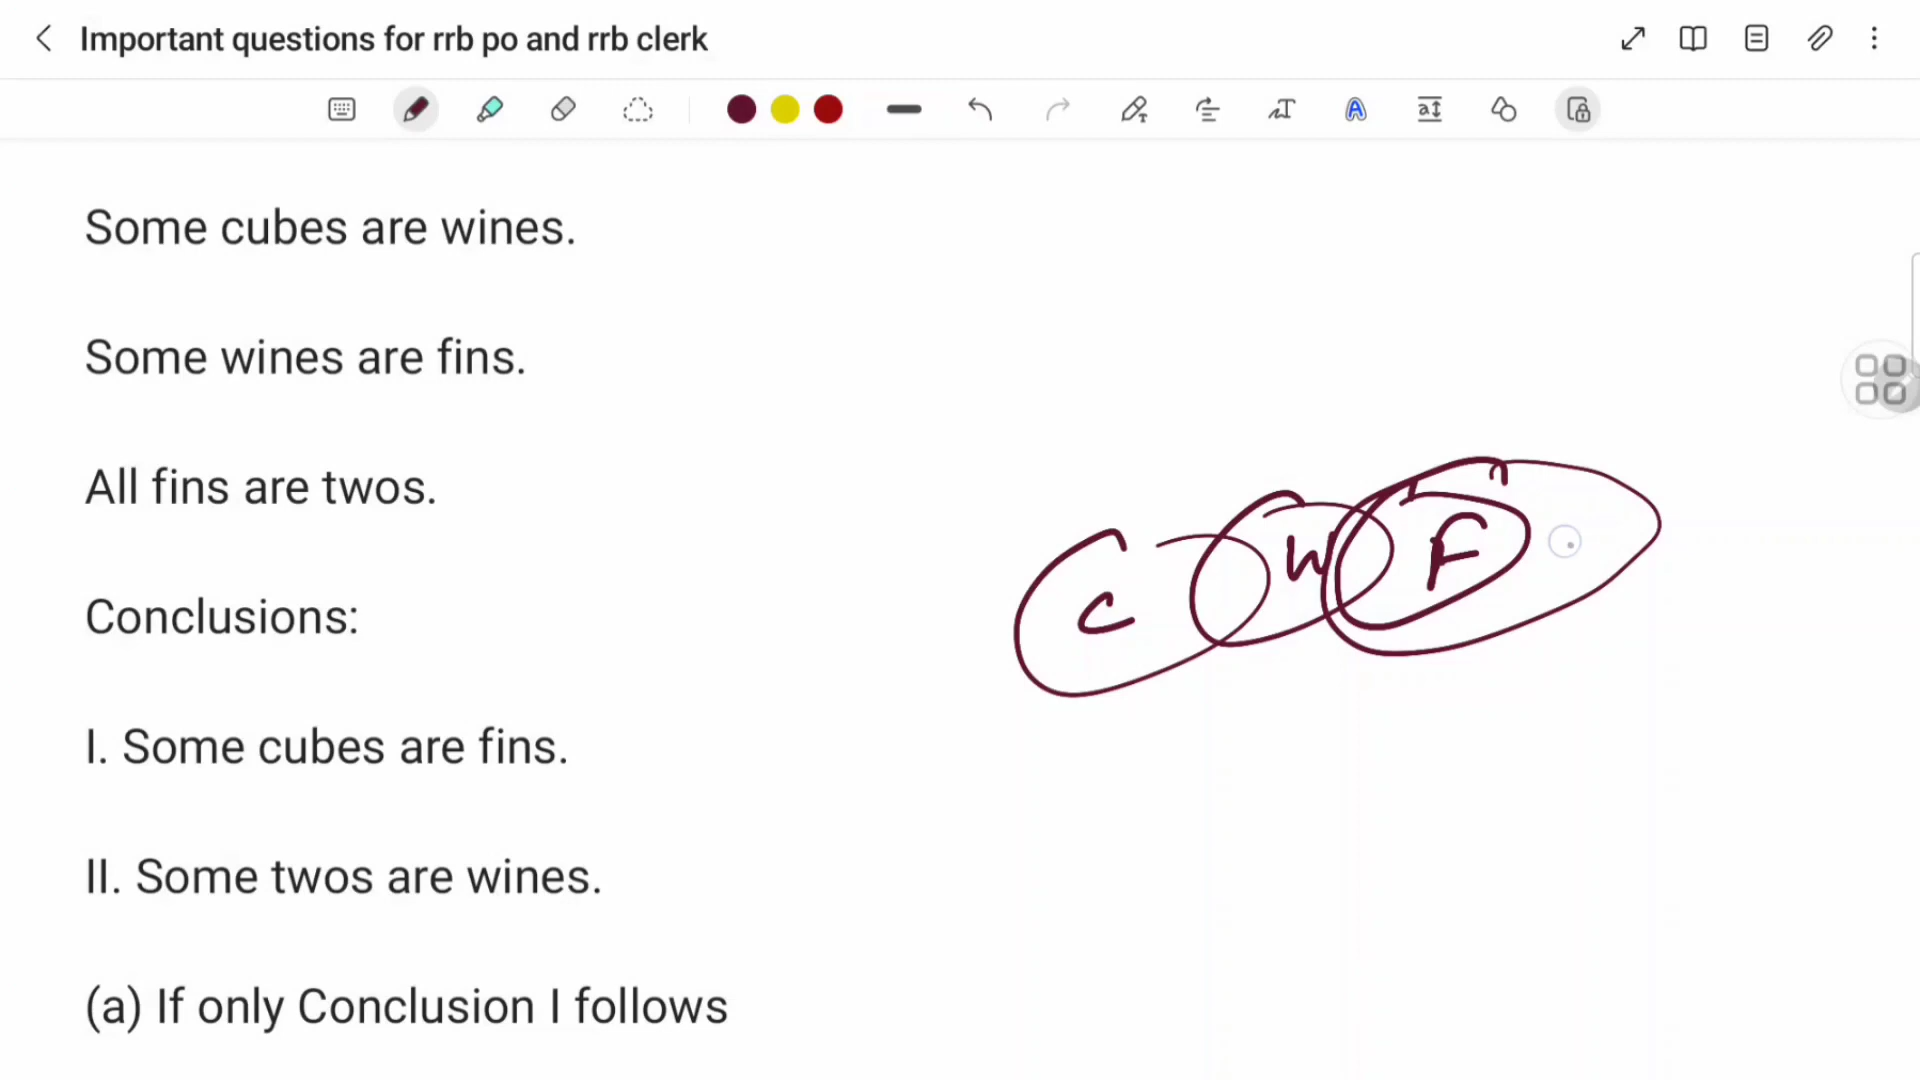 Important questions for rrb po and rrb clerk
Some cubes are wines.
Some wines are fins.
All fins are twos.
C W F
Conclusions:
I. Some cubes are fins.
II. Some twos are wines.
(a) If only Conclusion I follows